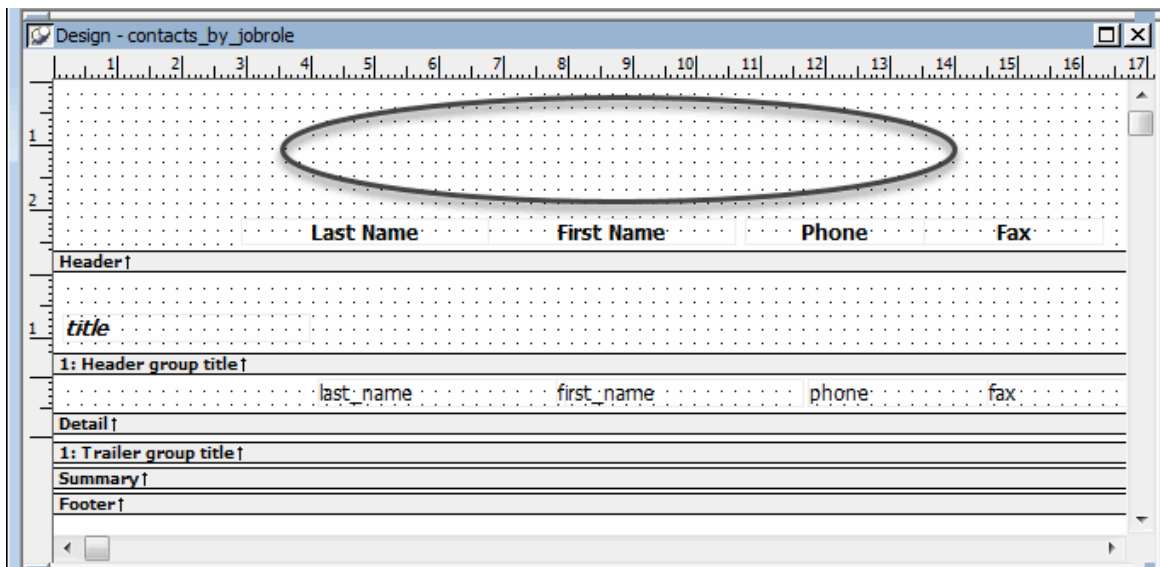 Design - contacts_by_jobrole
1 2 3 4 5 6 7 8 9 10 11 12 13 14 15 16 17
1
2
Last Name First Name Phone Fax
Header↑
1
title
1: Header group title↑
last_name first_name phone fax
Detail↑
1: Trailer group title↑
Summary↑
Footer↑